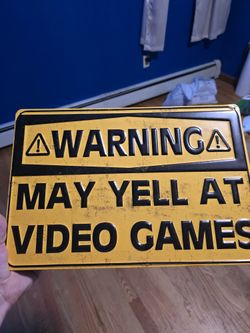 WARNING
MAY YELL AT
VIDEO GAMES